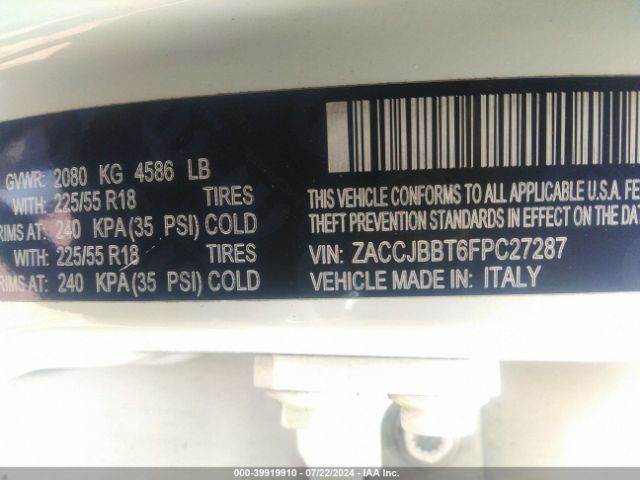 GVWR: 2080 KG 4586 LB
WITH: 225/55 R18 TIRES
RIMS AT: 240 KPA(35 PSI) COLD
WITH: 225/55 R18 TIRES
RIMS AT: 240 KPA(35 PSI) COLD
THIS VEHICLE CONFORMS TO ALL APPLICABLE U.S.A. FE
THEFT PREVENTION STANDARDS IN EFFECT ON THE DAT
VIN: ZACCJBBT6FPC27287
VEHICLE MADE IN: ITALY
000-39919910 / 07/22/2024 - IAA Inc.